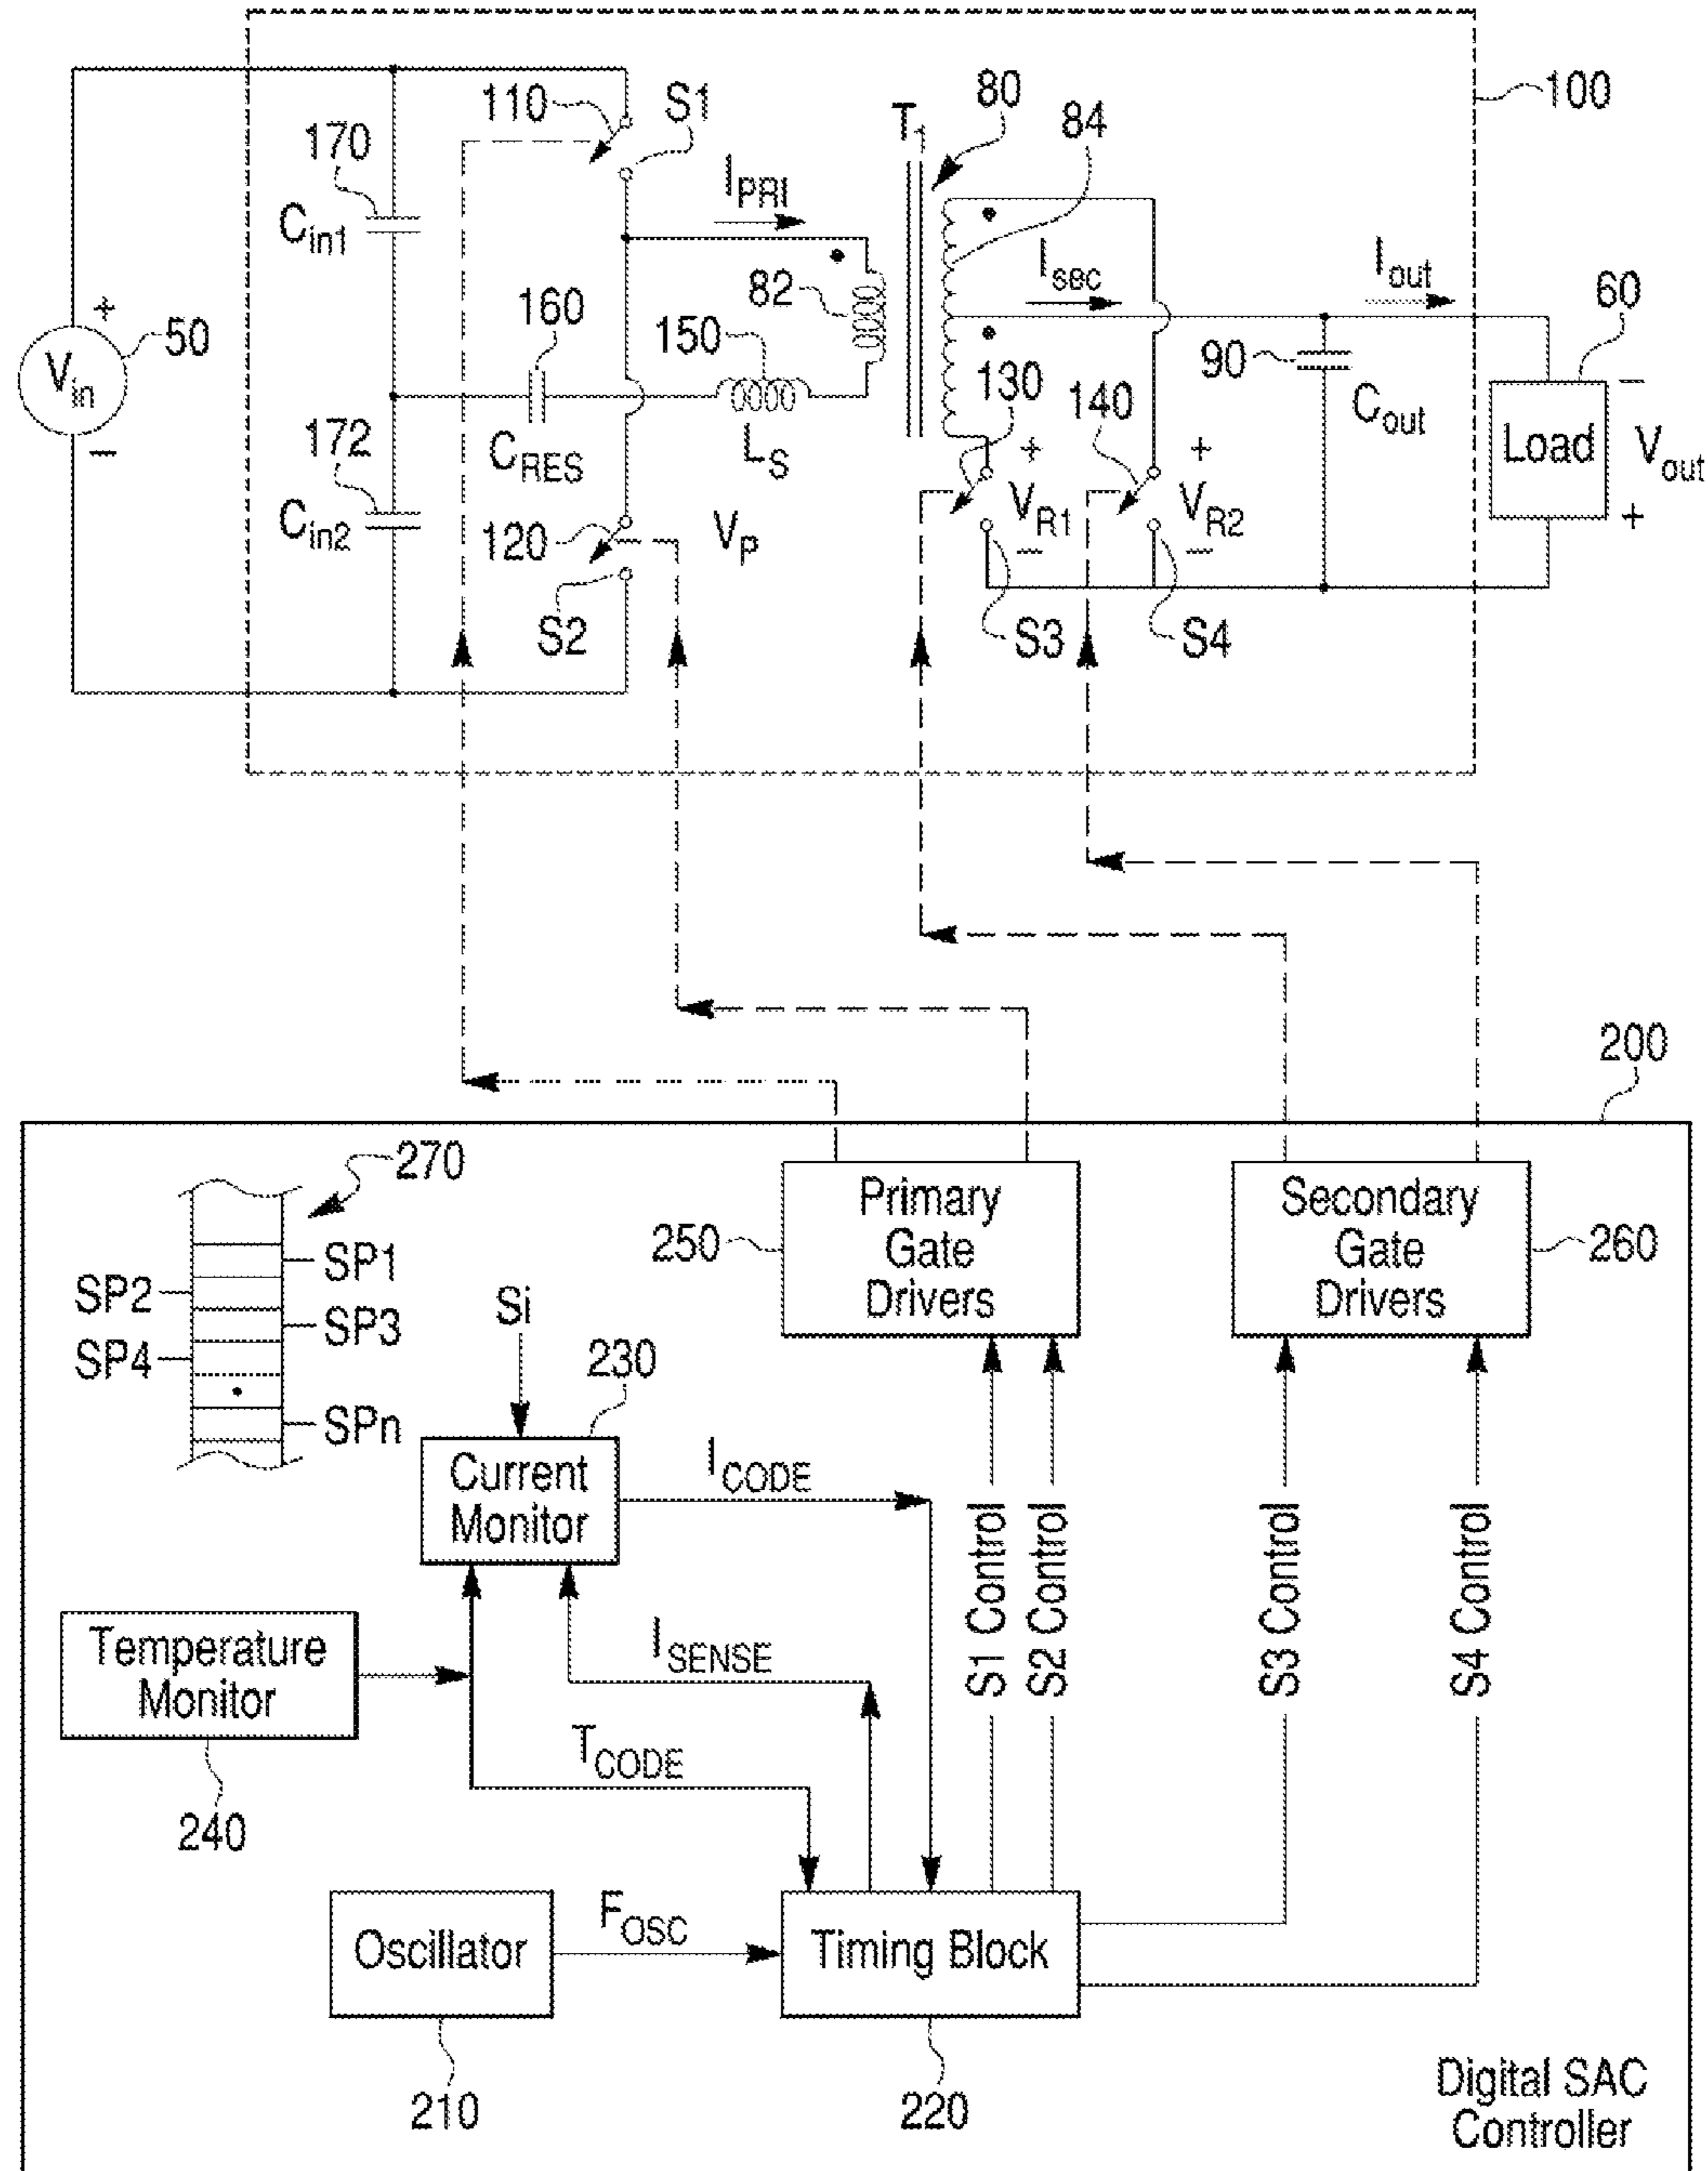 100
110
S1
T1
80
84
170
Cin1
IPRI
82
Isec
Iout
60
+
50
Vin
−
160
150
90
Cout
−
Load
Vout
+
172
Cin2
CRES
LS
130
140
+
+
VR1
VR2
−
−
120
VP
S2
S3
S4
200
270
SP1
SP2
SP3
SP4
SPn
Primary
Gate
Drivers
250
Secondary
Gate
Drivers
260
Si
230
Current
Monitor
ICODE
S1 Control
S2 Control
S3 Control
S4 Control
Temperature
Monitor
240
ISENSE
TCODE
Oscillator
210
FOSC
Timing Block
220
Digital SAC
Controller